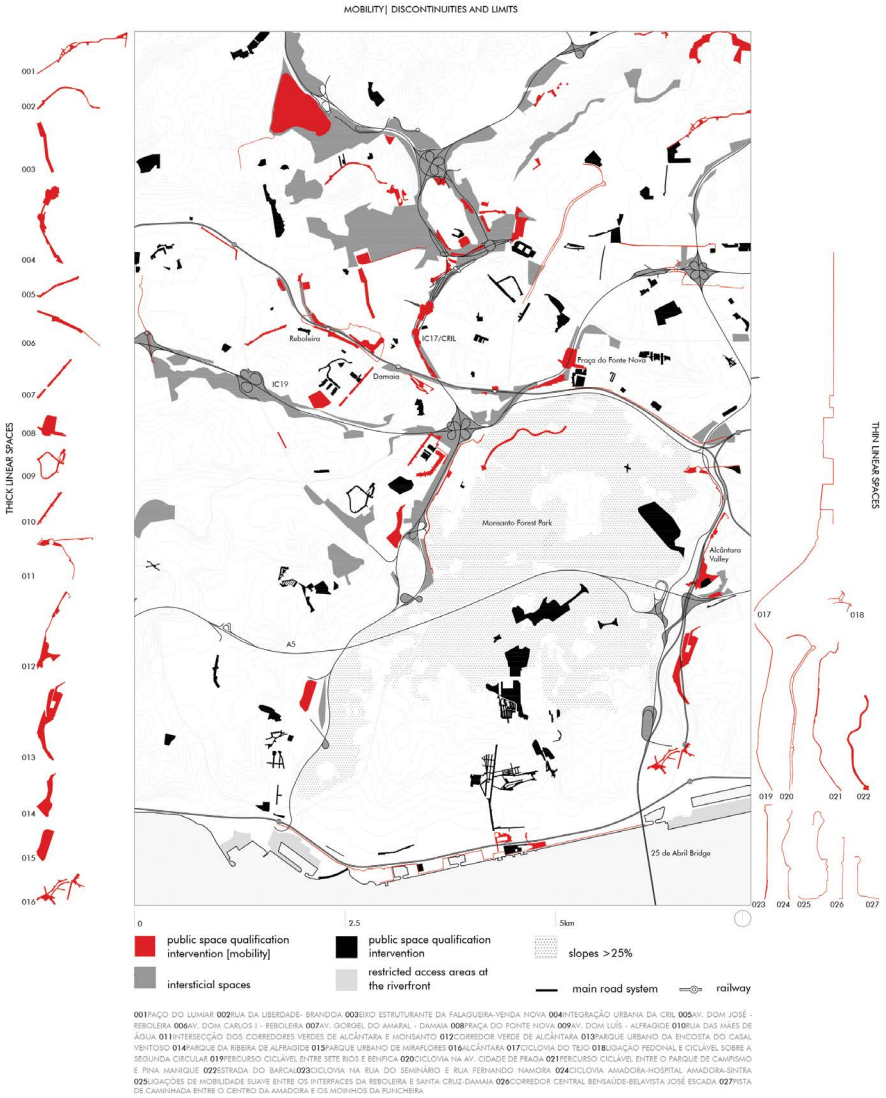 MOBILITY| DISCONTINUITIES AND LIMITS
001
002
003
004
005
006
007
008
009
010
011
012
013
014
015
016
THICK LINEAR SPACES
Reboleira
IC17/CRIL
Praça do Fonte Nova
Damaia
IC19
Monsanto Forest Park
Alcântara
Valley
A5
25 de Abril Bridge
THIN LINEAR SPACES
017
018
019
020
021
022
023
024
025
026
027
0
2.5
5km
public space qualification
intervention [mobility]
public space qualification
intervention
slopes >25%
intersticial spaces
restricted access areas at
the riverfront
main road system
railway
001PAÇO DO LUMIAR 002RUA DA LIBERDADE- BRANDOA 003EIXO ESTRUTURANTE DA FALAGUEIRA-VENDA NOVA 004INTEGRAÇÃO URBANA DA CRIL 005AV. DOM JOSÉ -
REBOLEIRA 006AV. DOM CARLOS I - REBOLEIRA 007AV. GORGEL DO AMARAL - DAMAIA 008PRAÇA DO FONTE NOVA 009AV. DOM LUÍS - ALFRAGIDE 010RUA DAS MÃES DE
ÁGUA 011INTERSECÇÃO DOS CORREDORES VERDES DE ALCÂNTARA E MONSANTO 012CORREDOR VERDE DE ALCÂNTARA 013PARQUE URBANO DA ENCOSTA DO CASAL
VENTOSO 014PARQUE DA RIBEIRA DE ALFRAGIDE 015PARQUE URBANO DE MIRAFLORES 016ALCÂNTARA 017CICLOVIA DO TEJO 018LIGAÇÃO PEDONAL E CICLÁVEL SOBRE A
SEGUNDA CIRCULAR 019PERCURSO CICLÁVEL ENTRE SETE RIOS E BENFICA 020CICLOVIA NA AV. CIDADE DE PRAGA 021PERCURSO CICLÁVEL ENTRE O PARQUE DE CAMPISMO
E PINA MANIQUE 022ESTRADA DO BARCAL023CICLOVIA NA RUA DO SEMINÁRIO E RUA FERNANDO NAMORA 024CICLOVIA AMADORA-HOSPITAL AMADORA-SINTRA
025LIGAÇÕES DE MOBILIDADE SUAVE ENTRE OS INTERFACES DA REBOLEIRA E SANTA CRUZ-DAMAIA 026CORREDOR CENTRAL BENSAÚDE-BELAVISTA JOSÉ ESCADA 027PISTA
DE CAMINHADA ENTRE O CENTRO DA AMADORA E OS MOINHOS DA FUNCHEIRA